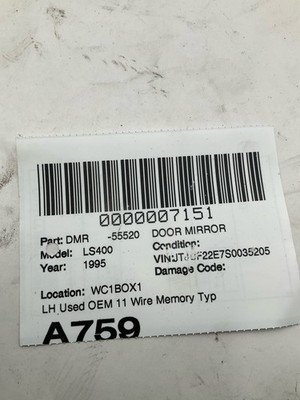 0000007151
Part: DMR -55520 DOOR MIRROR
Model: LS400 Condition:
Year: 1995
Damage Code:
Location: WC1BOX1
LH Used OEM 11 Wire Memory Typ
A759